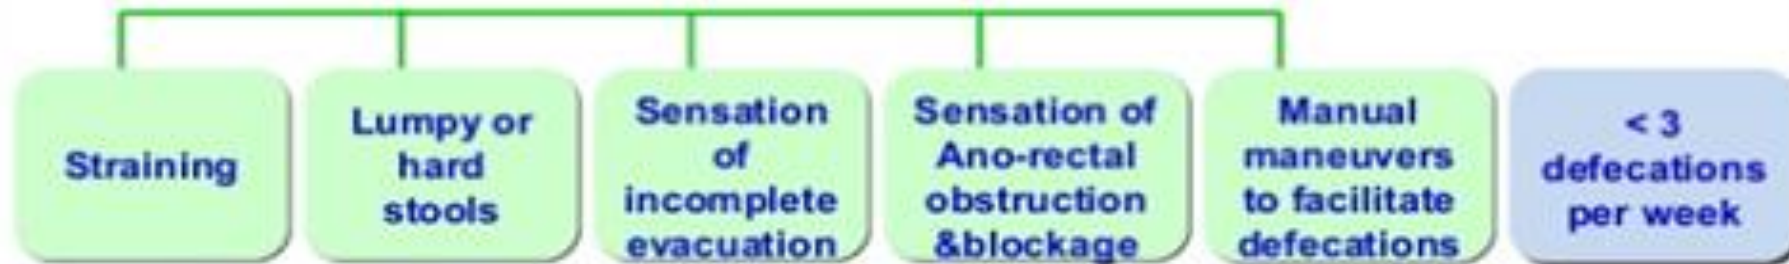 Straining
Lumpy or
hard
stools
Sensation
of
incomplete
evacuation
Sensation of
Ano-rectal
obstruction
&blockage
Manual
maneuvers
to facilitate
defecations
< 3
defecations
per week